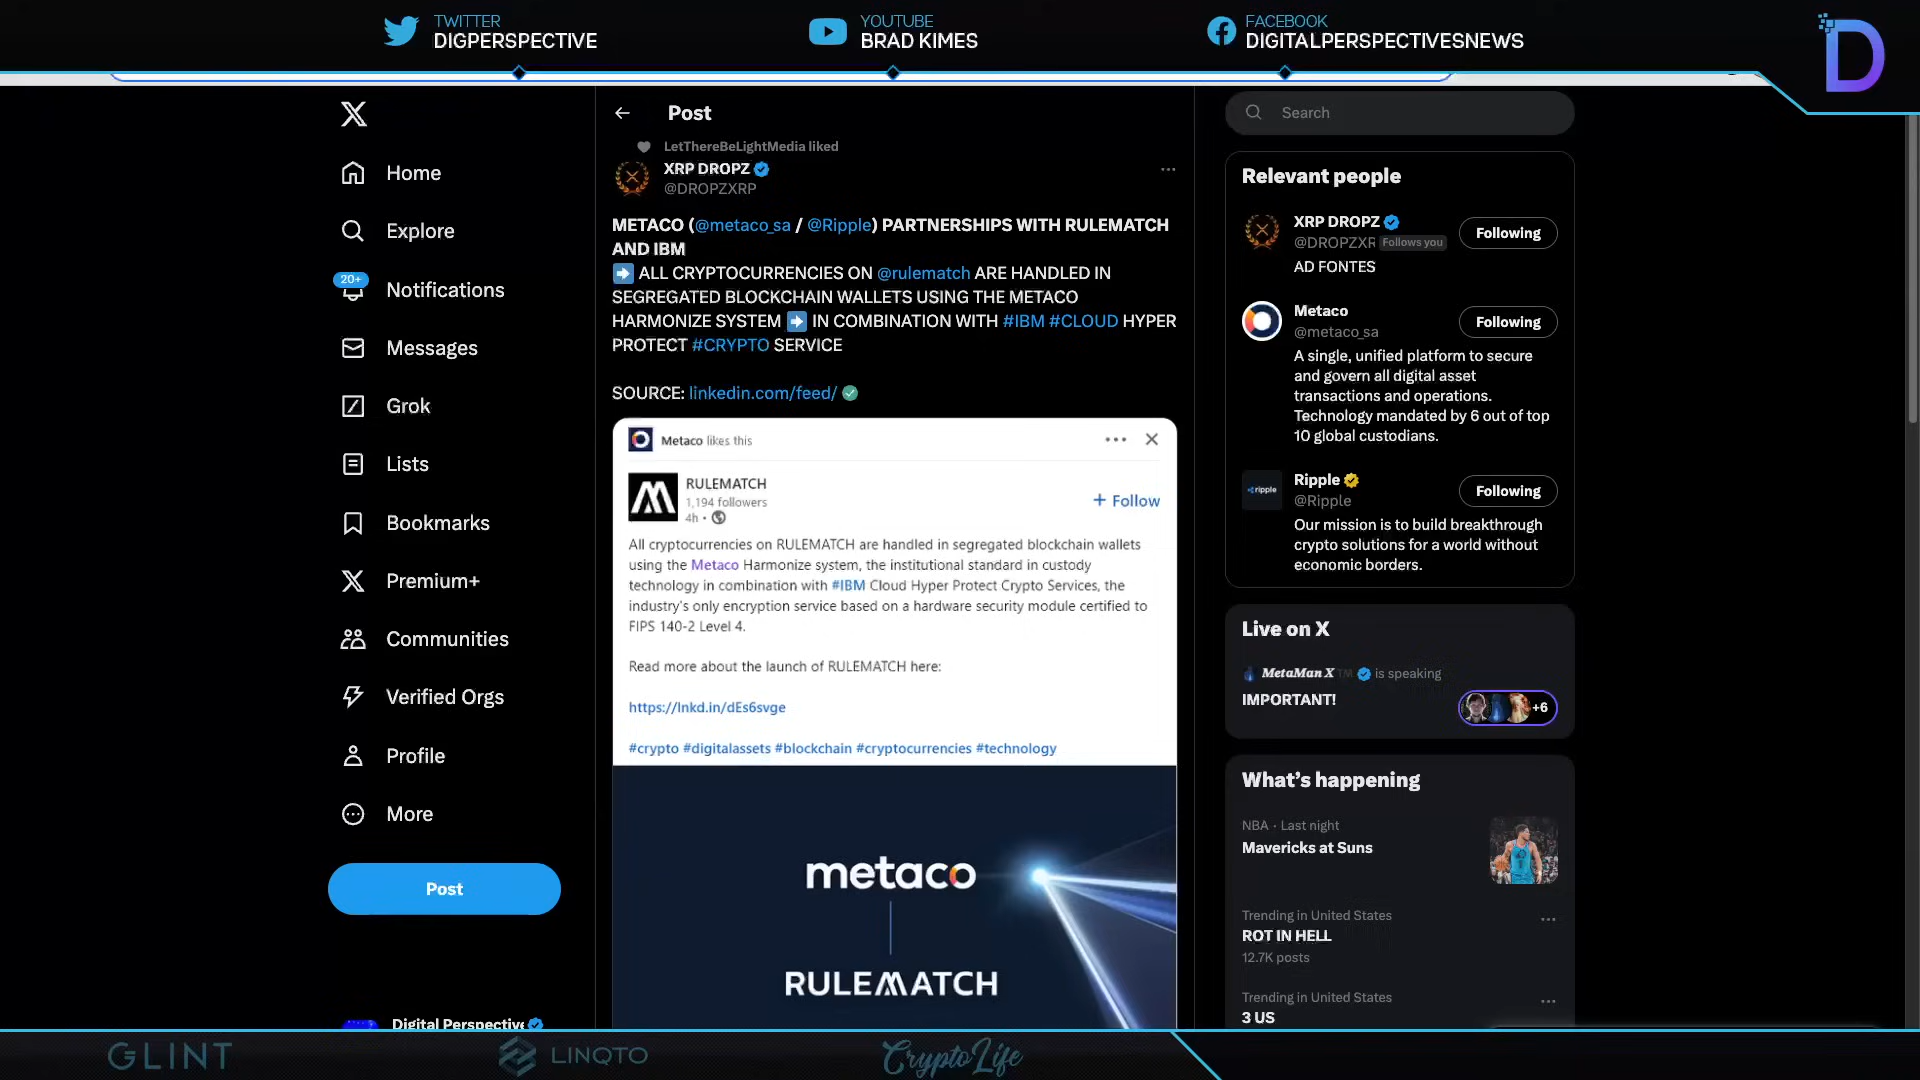 TWITTER
DIGPERSPECTIVE
YOUTUBE
BRAD KIMES
FACEBOOK
DIGITALPERSPECTIVESNEWS
D
Home
Explore
20+
Notifications
Messages
Grok
Lists
Bookmarks
Premium+
Communities
Verified Orgs
Profile
More
Post
Digital Perspective
Post
LetThereBeLightMedia liked
XRP DROPZ
@DROPZXRP
METACO (@metaco_sa / @Ripple) PARTNERSHIPS WITH RULEMATCH
AND IBM
ALL CRYPTOCURRENCIES ON @rulematch ARE HANDLED IN
SEGREGATED BLOCKCHAIN WALLETS USING THE METACO
HARMONIZE SYSTEM IN COMBINATION WITH #IBM #CLOUD HYPER
PROTECT #CRYPTO SERVICE
SOURCE: linkedin.com/feed/
Metaco likes this
RULEMATCH
1,194 followers
4h •
+ Follow
All cryptocurrencies on RULEMATCH are handled in segregated blockchain wallets
using the Metaco Harmonize system, the institutional standard in custody
technology in combination with #IBM Cloud Hyper Protect Crypto Services, the
industry's only encryption service based on a hardware security module certified to
FIPS 140-2 Level 4.
Read more about the launch of RULEMATCH here:
https://lnkd.in/dEs6svge
#crypto #digitalassets #blockchain #cryptocurrencies #technology
metaco
RULEMATCH
Search
Relevant people
XRP DROPZ
@DROPZXR Follows you
Following
AD FONTES
Metaco
@metaco_sa
Following
A single, unified platform to secure
and govern all digital asset
transactions and operations.
Technology mandated by 6 out of top
10 global custodians.
Ripple
@Ripple
Following
ripple
Our mission is to build breakthrough
crypto solutions for a world without
economic borders.
Live on X
MetaMan X TM is speaking
IMPORTANT!
+6
What's happening
NBA · Last night
Mavericks at Suns
Trending in United States
ROT IN HELL
12.7K posts
Trending in United States
3 US
GLINT
LINQTO
CryptoLife